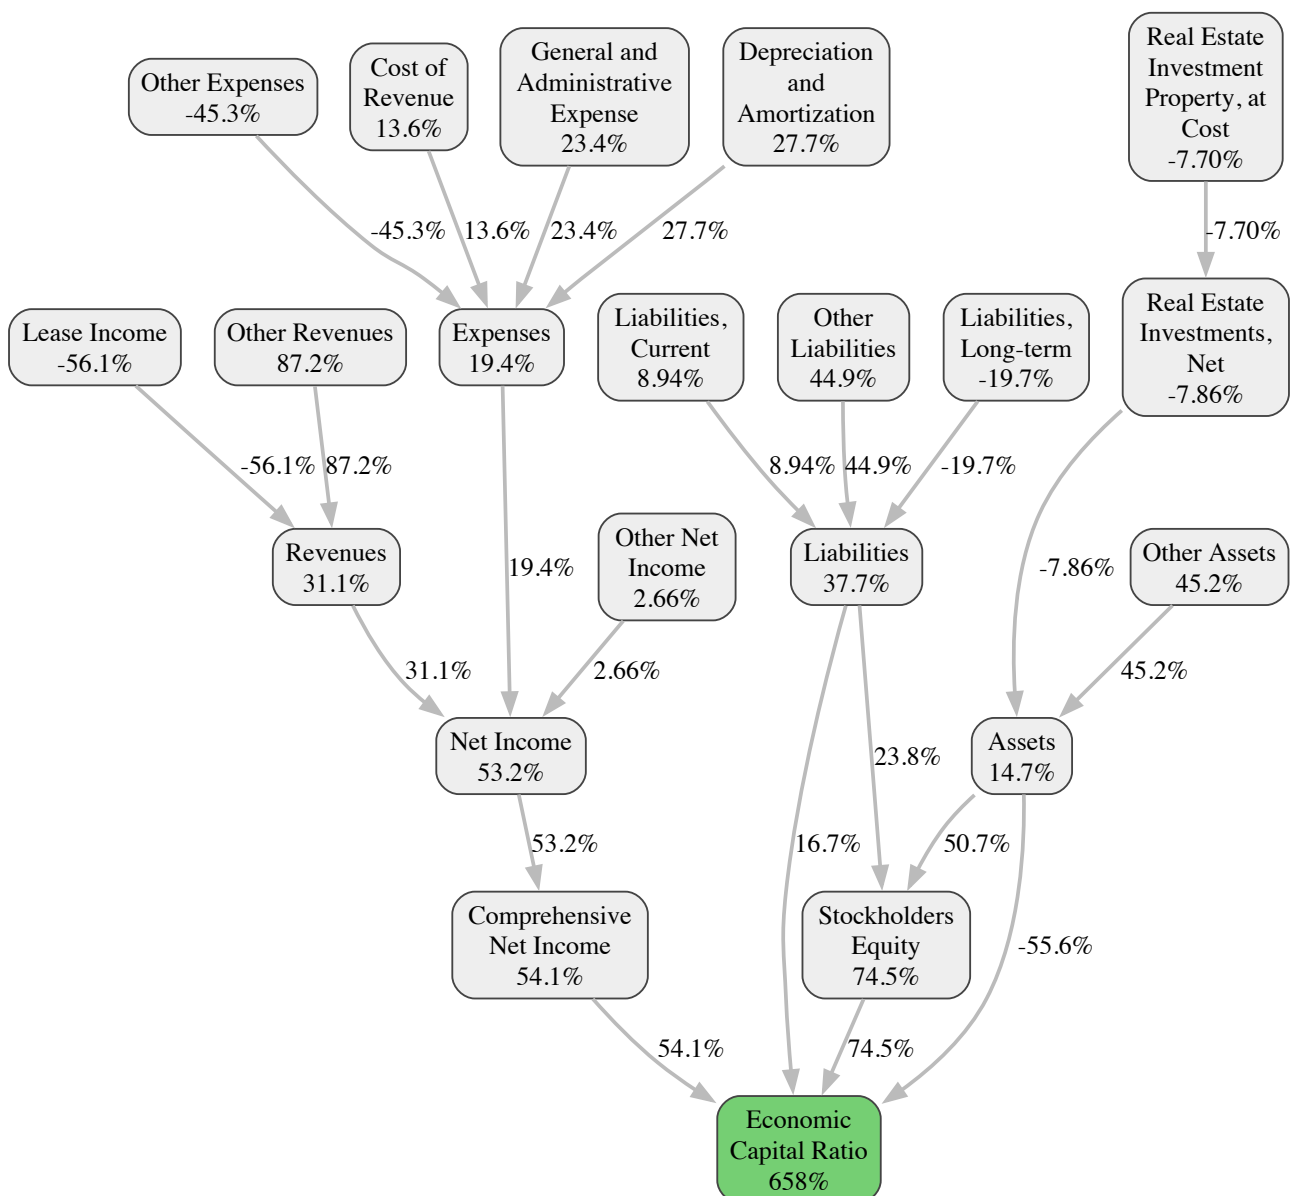 Other Expenses
-45.3%
Cost of
Revenue
13.6%
General and
Administrative
Expense
23.4%
Depreciation
and
Amortization
27.7%
Real Estate
Investment
Property, at
Cost
-7.70%
-45.3%
13.6%
23.4%
27.7%
-7.70%
Lease Income
-56.1%
Other Revenues
87.2%
Expenses
19.4%
Liabilities,
Current
8.94%
Other
Liabilities
44.9%
Liabilities,
Long-term
-19.7%
Real Estate
Investments,
Net
-7.86%
-56.1%
87.2%
8.94%
44.9%
-19.7%
Revenues
31.1%
19.4%
Other Net
Income
2.66%
Liabilities
37.7%
-7.86%
Other Assets
45.2%
31.1%
2.66%
45.2%
Net Income
53.2%
23.8%
Assets
14.7%
53.2%
16.7%
50.7%
Comprehensive
Net Income
54.1%
Stockholders
Equity
74.5%
-55.6%
54.1%
74.5%
Economic
Capital Ratio
658%